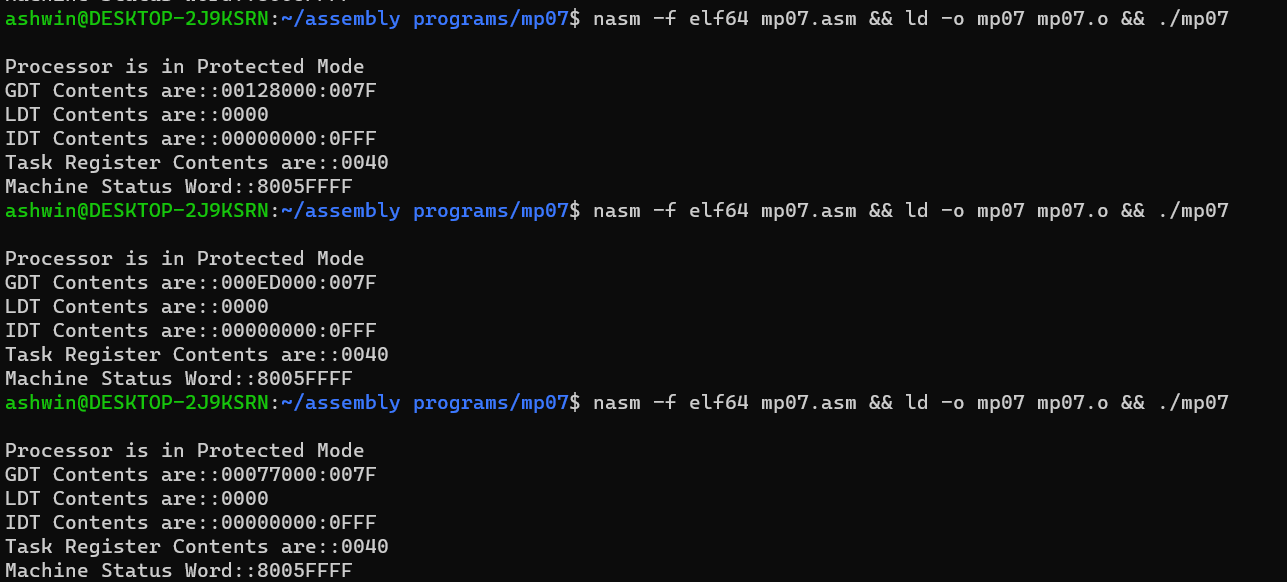 ashwin@DESKTOP-2J9KSRN:~/assembly programs/mp07$ nasm -f elf64 mp07.asm && ld -o mp07 mp07.o && ./mp07
Processor is in Protected Mode
GDT Contents are::00128000:007F
LDT Contents are::0000
IDT Contents are::00000000:0FFF
Task Register Contents are::0040
Machine Status Word::8005FFFF
ashwin@DESKTOP-2J9KSRN:~/assembly programs/mp07$ nasm -f elf64 mp07.asm && ld -o mp07 mp07.o && ./mp07
Processor is in Protected Mode
GDT Contents are::000ED000:007F
LDT Contents are::0000
IDT Contents are::00000000:0FFF
Task Register Contents are::0040
Machine Status Word::8005FFFF
ashwin@DESKTOP-2J9KSRN:~/assembly programs/mp07$ nasm -f elf64 mp07.asm && ld -o mp07 mp07.o && ./mp07
Processor is in Protected Mode
GDT Contents are::00077000:007F
LDT Contents are::0000
IDT Contents are::00000000:0FFF
Task Register Contents are::0040
Machine Status Word::8005FFFF